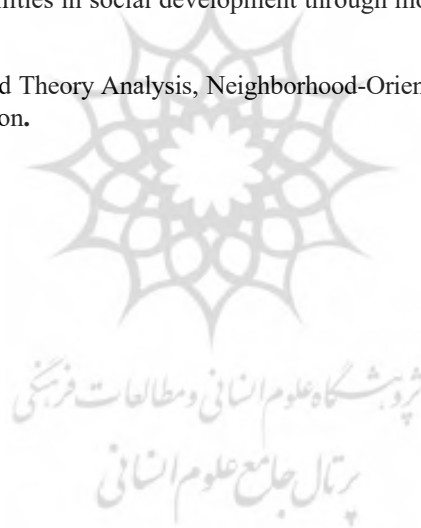 ities in social development through mo
d Theory Analysis, Neighborhood-Orien
on.
پژوهشگاه علوم انسانی و مطالعات فرهنگی
پرتال جامع علوم انسانی